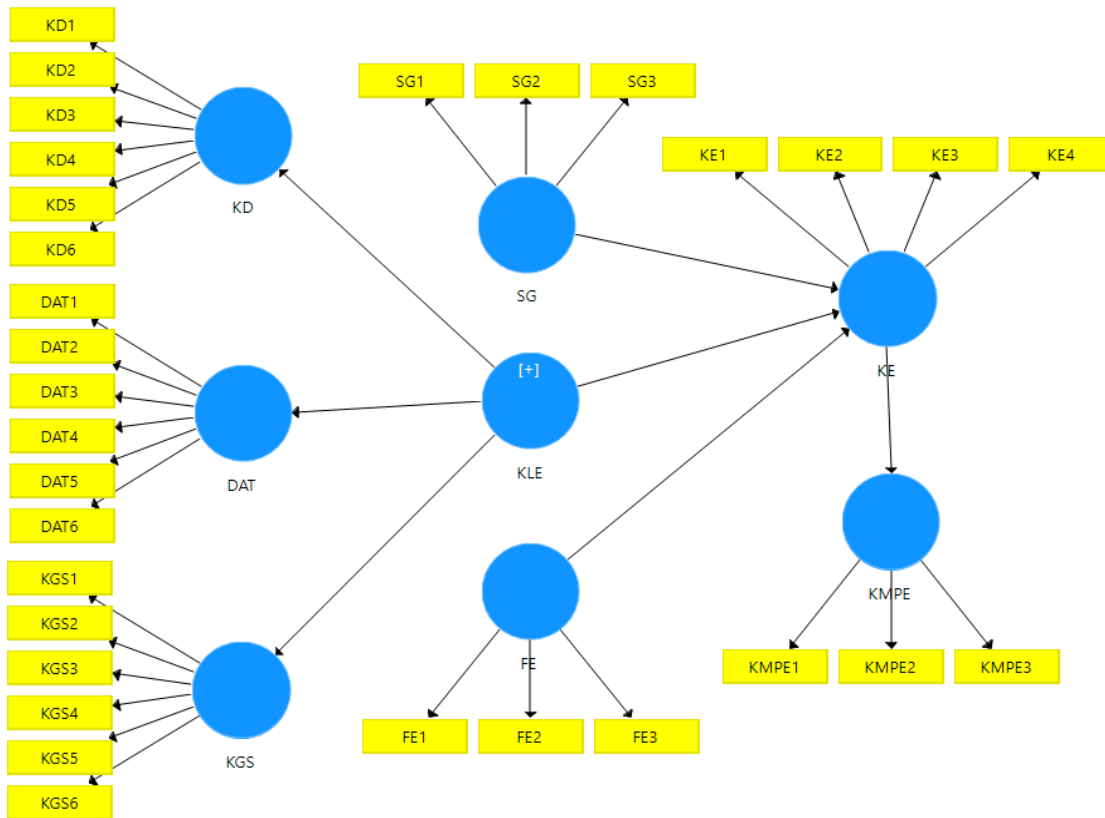 KD1
KD2
KD3
KD4
KD5
KD6
KD
SG1
SG2
SG3
SG
KE1
KE2
KE3
KE4
KE
DAT1
DAT2
DAT3
DAT4
DAT5
DAT6
DAT
[+]
KLE
KMPE
KMPE1
KMPE2
KMPE3
KGS1
KGS2
KGS3
KGS4
KGS5
KGS6
KGS
FE
FE1
FE2
FE3